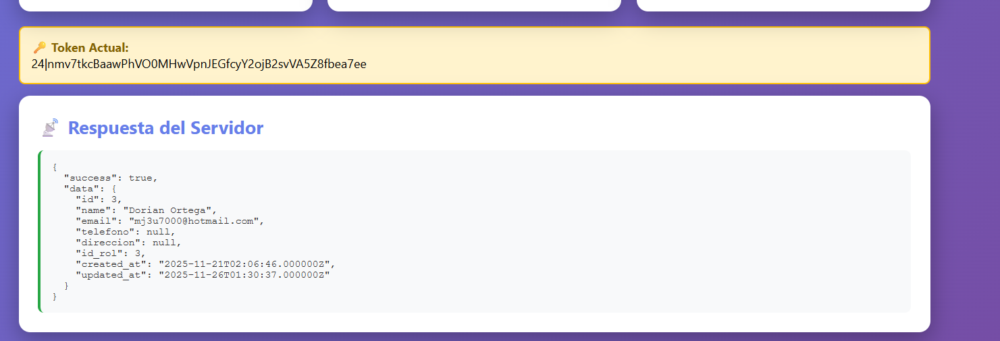 🔑 Token Actual:
24|nmv7tkcBaawPhVO0MHwVpnJEGfcyY2ojB2svVA5Z8fbea7ee
📡 Respuesta del Servidor
{
  "success": true,
  "data": {
    "id": 3,
    "name": "Dorian Ortega",
    "email": "mj3u7000@hotmail.com",
    "telefono": null,
    "direccion": null,
    "id_rol": 3,
    "created_at": "2025-11-21T02:06:46.000000Z",
    "updated_at": "2025-11-26T01:30:37.000000Z"
  }
}